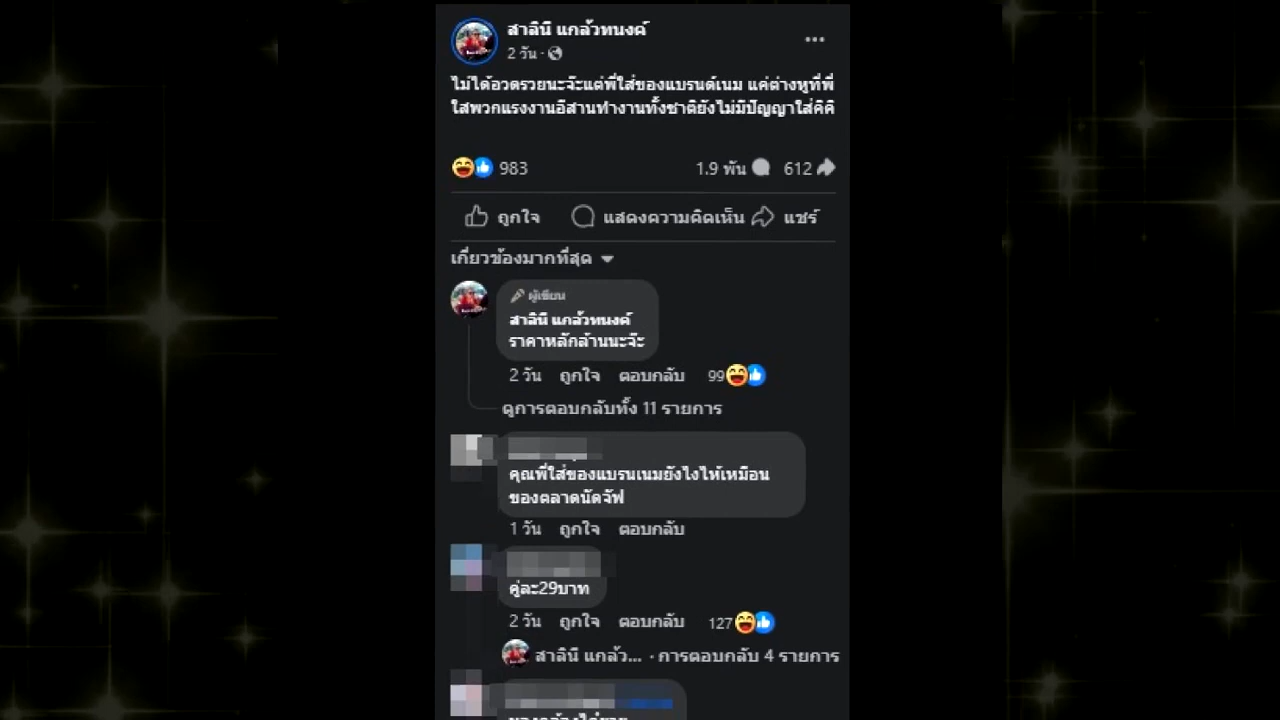 สาลินี แกล้วทนงค์
2 วัน ·
ไม่ได้อวดรวยนะจ๊ะแต่พี่ใส่ของแบรนด์เนม แค่ต่างหูที่พี่
ใส่พวกแรงงานอีสานทำงานทั้งชาติยังไม่มีปัญญาใส่คิคิ
983
1.9 พัน 612
ถูกใจ แสดงความคิดเห็น แชร์
เกี่ยวข้องมากที่สุด
ผู้เขียน
สาลินี แกล้วทนงค์
ราคาหลักล้านนะจ๊ะ
2 วัน ถูกใจ ตอบกลับ 99
ดูการตอบกลับทั้ง 11 รายการ
คุณพี่ใส่ของแบรนเนมยังไงไห้เหมือน
ของตลาดนัดจัฟ
1 วัน ถูกใจ ตอบกลับ
คู่ละ29บาท
2 วัน ถูกใจ ตอบกลับ 127
สาลินี แกล้ว... · การตอบกลับ 4 รายการ